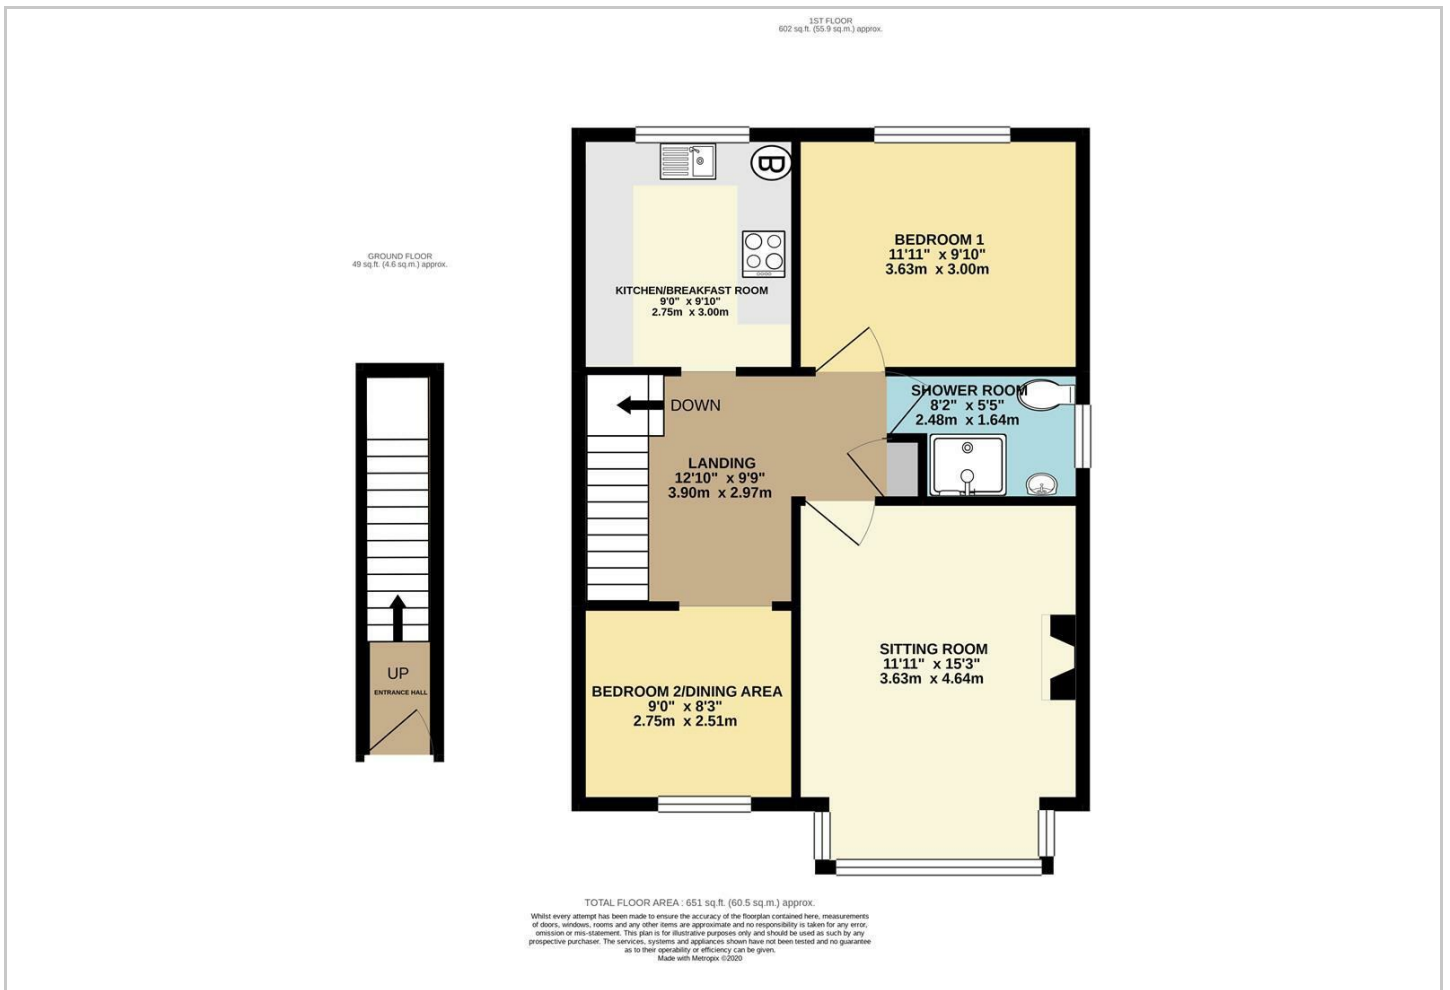 1ST FLOOR
602 sq.ft. (55.9 sq.m.) approx.
GROUND FLOOR
49 sq.ft. (4.6 sq.m.) approx.
B
KITCHEN/BREAKFAST ROOM
9'0" x 9'10"
2.75m x 3.00m
BEDROOM 1
11'11" x 9'10"
3.63m x 3.00m
DOWN
SHOWER ROOM
8'2" x 5'5"
2.48m x 1.64m
LANDING
12'10" x 9'9"
3.90m x 2.97m
UP
ENTRANCE HALL
BEDROOM 2/DINING AREA
9'0" x 8'3"
2.75m x 2.51m
SITTING ROOM
11'11" x 15'3"
3.63m x 4.64m
TOTAL FLOOR AREA : 651 sq.ft. (60.5 sq.m.) approx.
Whilst every attempt has been made to ensure the accuracy of the floorplan contained here, measurements
of doors, windows, rooms and any other items are approximate and no responsibility is taken for any error,
omission or mis-statement. This plan is for illustrative purposes only and should be used as such by any
prospective purchaser. The services, systems and appliances shown have not been tested and no guarantee
as to their operability or efficiency can be given.
Made with Metropix ©2020